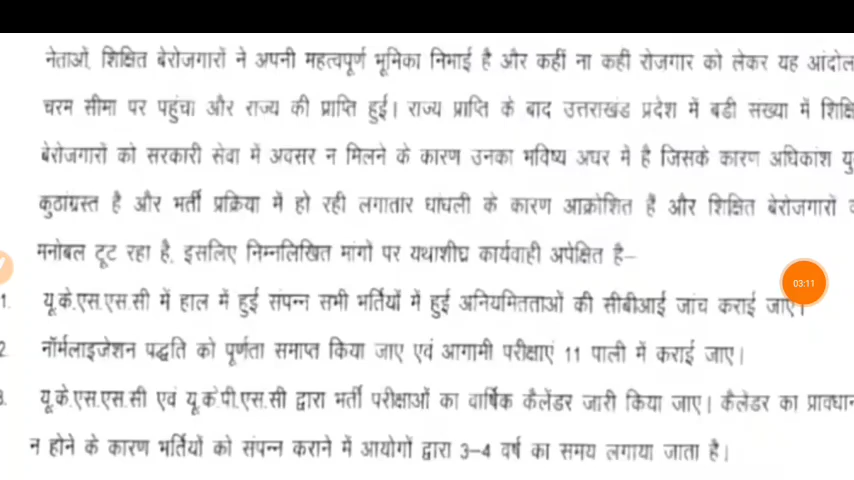 नेताओं, शिक्षित बेरोजगारों ने अपनी महत्वपूर्ण भूमिका निभाई है और कहीं ना कही रोजगार को लेकर यह आंदोल
चरम सीमा पर पहुंचा और राज्य की प्राप्ति हुई। राज्य प्राप्ति के बाद उत्तराखंड प्रदेश में बडी सख्या में शिक्षि
बेरोजगारों को सरकारी सेवा में अवसर न मिलने के कारण उनका भविष्य अधर में है जिसके कारण अधिकांश यु
कुठांग्रस्त है और भर्ती प्रक्रिया में हो रही लगातार धांधली के कारण आक्रोशित हैं और शिक्षित बेरोजगारों
मनोबल टूट रहा है, इसलिए निम्नलिखित मांगो पर यथाशीघ्र कार्यवाही अपेक्षित है–
1. यू.के.एस.एस.सी में हाल में हुई संपन्न सभी भर्तियों में हुई अनियमितताओं की सीबीआई जांच कराई जाए।
03:11
2 नॉर्मलाइजेशन पद्धति को पूर्णता समाप्त किया जाए एवं आगामी परीक्षाएं 11 पाली में कराई जाए।
3. यू.के.एस.एस.सी एवं यू.के.पी.एस.सी द्वारा भर्ती परीक्षाओं का वार्षिक कैलेंडर जारी किया जाए। कैलेंडर का प्रावधान
न होने के कारण भर्तियों को संपन्न कराने में आयोगों द्वारा 3–4 वर्ष का समय लगाया जाता है।